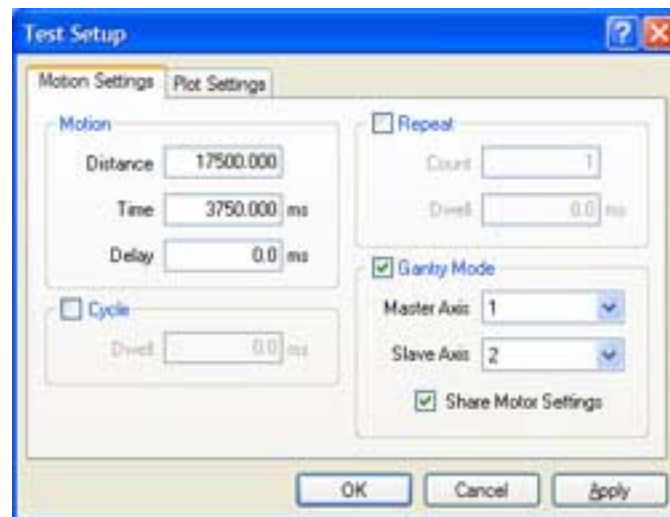 Test Setup
Motion Settings
Plot Settings
Motion
Distance 17500.000
Time 3750.000 ms
Delay 0.0 ms
Cycle
Dwell 0.0 ms
Repeat
Count 1
Dwell 0.0 ms
Gantry Mode
Master Axis 1
Slave Axis 2
Share Motor Settings
OK
Cancel
Apply